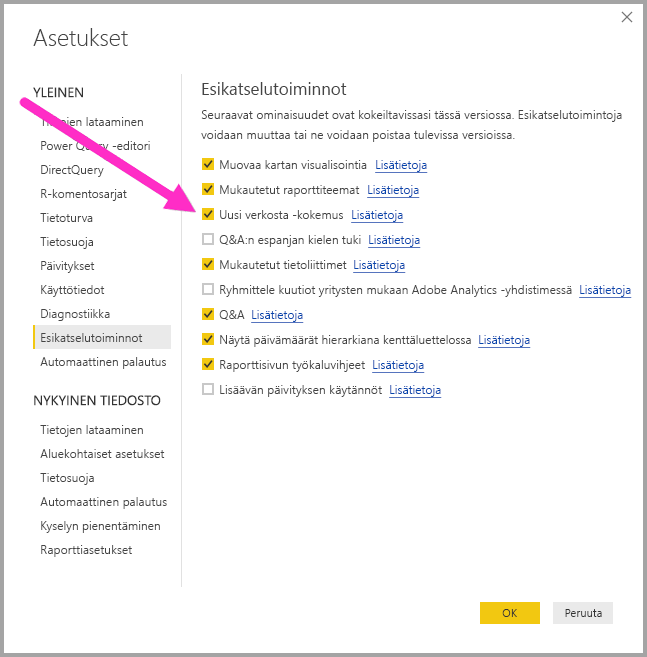 Asetukset
YLEINEN
Tietojen lataaminen
Power Query -editori
DirectQuery
R-komentosarjat
Tietoturva
Tietosuoja
Päivitykset
Käyttötiedot
Diagnostiikka
Esikatselutoiminnot
Automaattinen palautus
NYKYINEN TIEDOSTO
Tietojen lataaminen
Aluekohtaiset asetukset
Tietosuoja
Automaattinen palautus
Kyselyn pienentäminen
Raporttiasetukset
Esikatselutoiminnot
Seuraavat ominaisuudet ovat kokeiltavissasi tässä versiossa. Esikatselutoimintoja
voidaan muuttaa tai ne voidaan poistaa tulevissa versioissa.
Muovaa kartan visualisointia Lisätietoja
Mukautetut raporttiteemat Lisätietoja
Uusi verkosta -kokemus Lisätietoja
Q&A:n espanjan kielen tuki Lisätietoja
Mukautetut tietoliittimet Lisätietoja
Ryhmittele kuutiot yritysten mukaan Adobe Analytics -yhdistimessä Lisätietoja
Q&A Lisätietoja
Näytä päivämäärät hierarkiana kenttäluettelossa Lisätietoja
Raporttisivun työkaluvihjeet Lisätietoja
Lisäävän päivityksen käytännöt Lisätietoja
OK
Peruuta